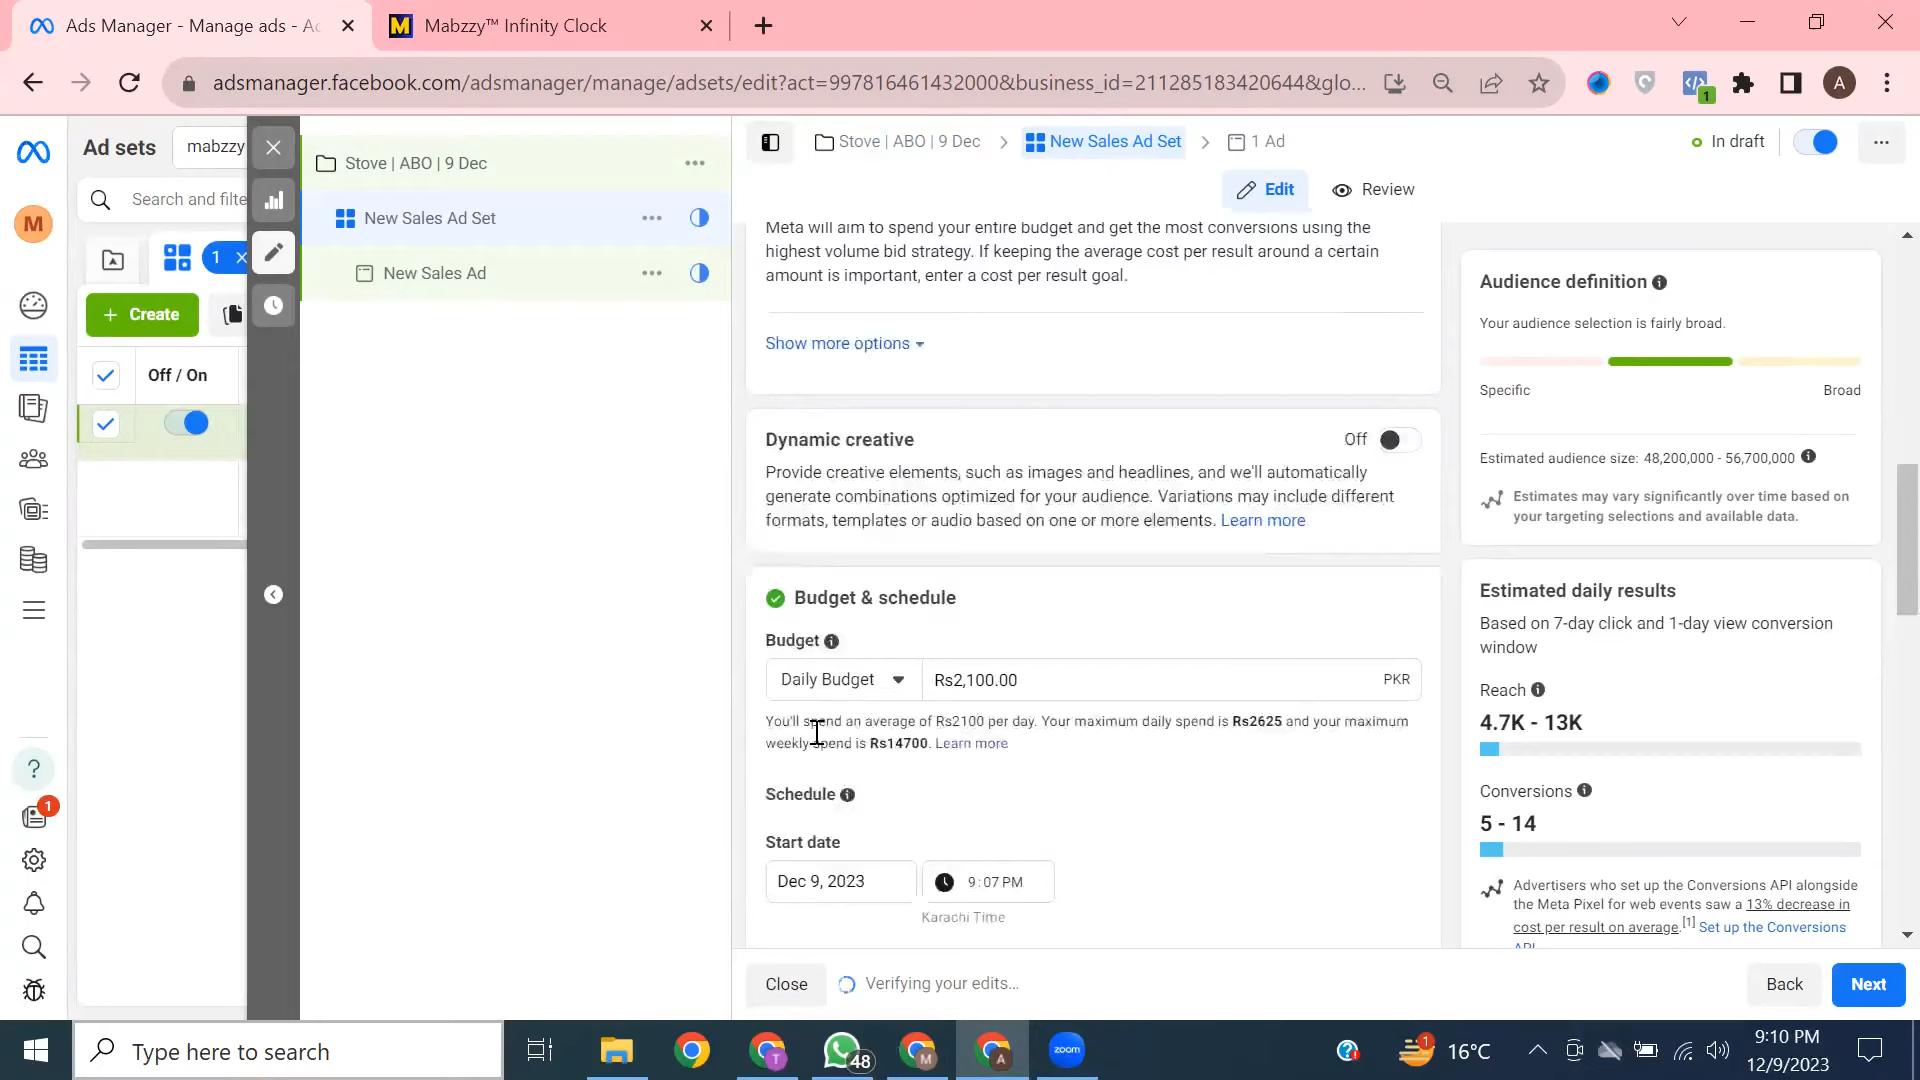 Ads Manager - Manage ads - Ac
Mabzzy™ Infinity Clock
adsmanager.facebook.com/adsmanager/manage/adsets/edit?act=997816461432000&business_id=211285183420644&glo...
1
A
Ad sets
mabzzy
Stove | ABO | 9 Dec
Stove | ABO | 9 Dec
New Sales Ad Set
1 Ad
In draft
Search and filte
Edit
Review
M
New Sales Ad Set
1
New Sales Ad
Create
Off / On
Meta will aim to spend your entire budget and get the most conversions using the
highest volume bid strategy. If keeping the average cost per result around a certain
amount is important, enter a cost per result goal.
Show more options
Dynamic creative
Off
Provide creative elements, such as images and headlines, and we'll automatically
generate combinations optimized for your audience. Variations may include different
formats, templates or audio based on one or more elements. Learn more
Budget & schedule
Budget
Daily Budget
Rs2,100.00
PKR
You'll spend an average of Rs2100 per day. Your maximum daily spend is Rs2625 and your maximum
weekly spend is Rs14700. Learn more
Schedule
Start date
Dec 9, 2023
9:07 PM
Karachi Time
Audience definition
Your audience selection is fairly broad.
Specific
Broad
Estimated audience size: 48,200,000 - 56,700,000
Estimates may vary significantly over time based on
your targeting selections and available data.
Estimated daily results
Based on 7-day click and 1-day view conversion
window
Reach
4.7K - 13K
Conversions
5 - 14
Advertisers who set up the Conversions API alongside
the Meta Pixel for web events saw a 13% decrease in
cost per result on average.[1] Set up the Conversions
API
1
Close
Verifying your edits...
Back
Next
Type here to search
T
48
M
A
zoom
1
16°C
9:10 PM
12/9/2023